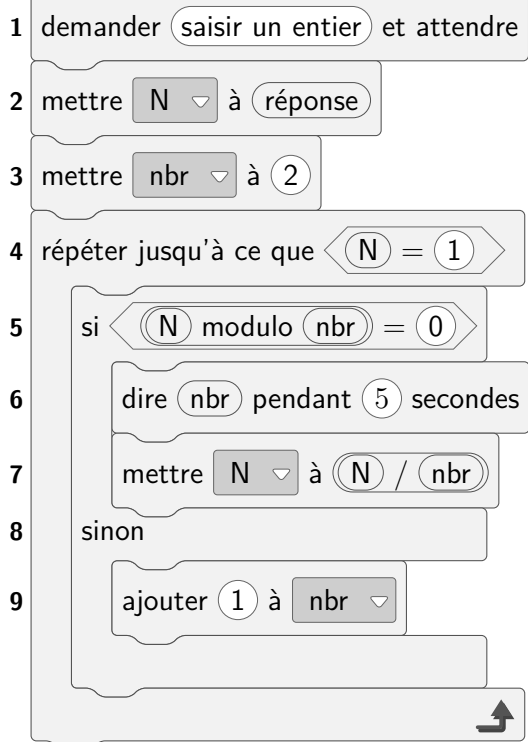 1 demander saisir un entier et attendre
2 mettre N à réponse
3 mettre nbr à 2
4 répéter jusqu'à ce que N = 1
5 si N modulo nbr = 0
6 dire nbr pendant 5 secondes
7 mettre N à N / nbr
8 sinon
9 ajouter 1 à nbr